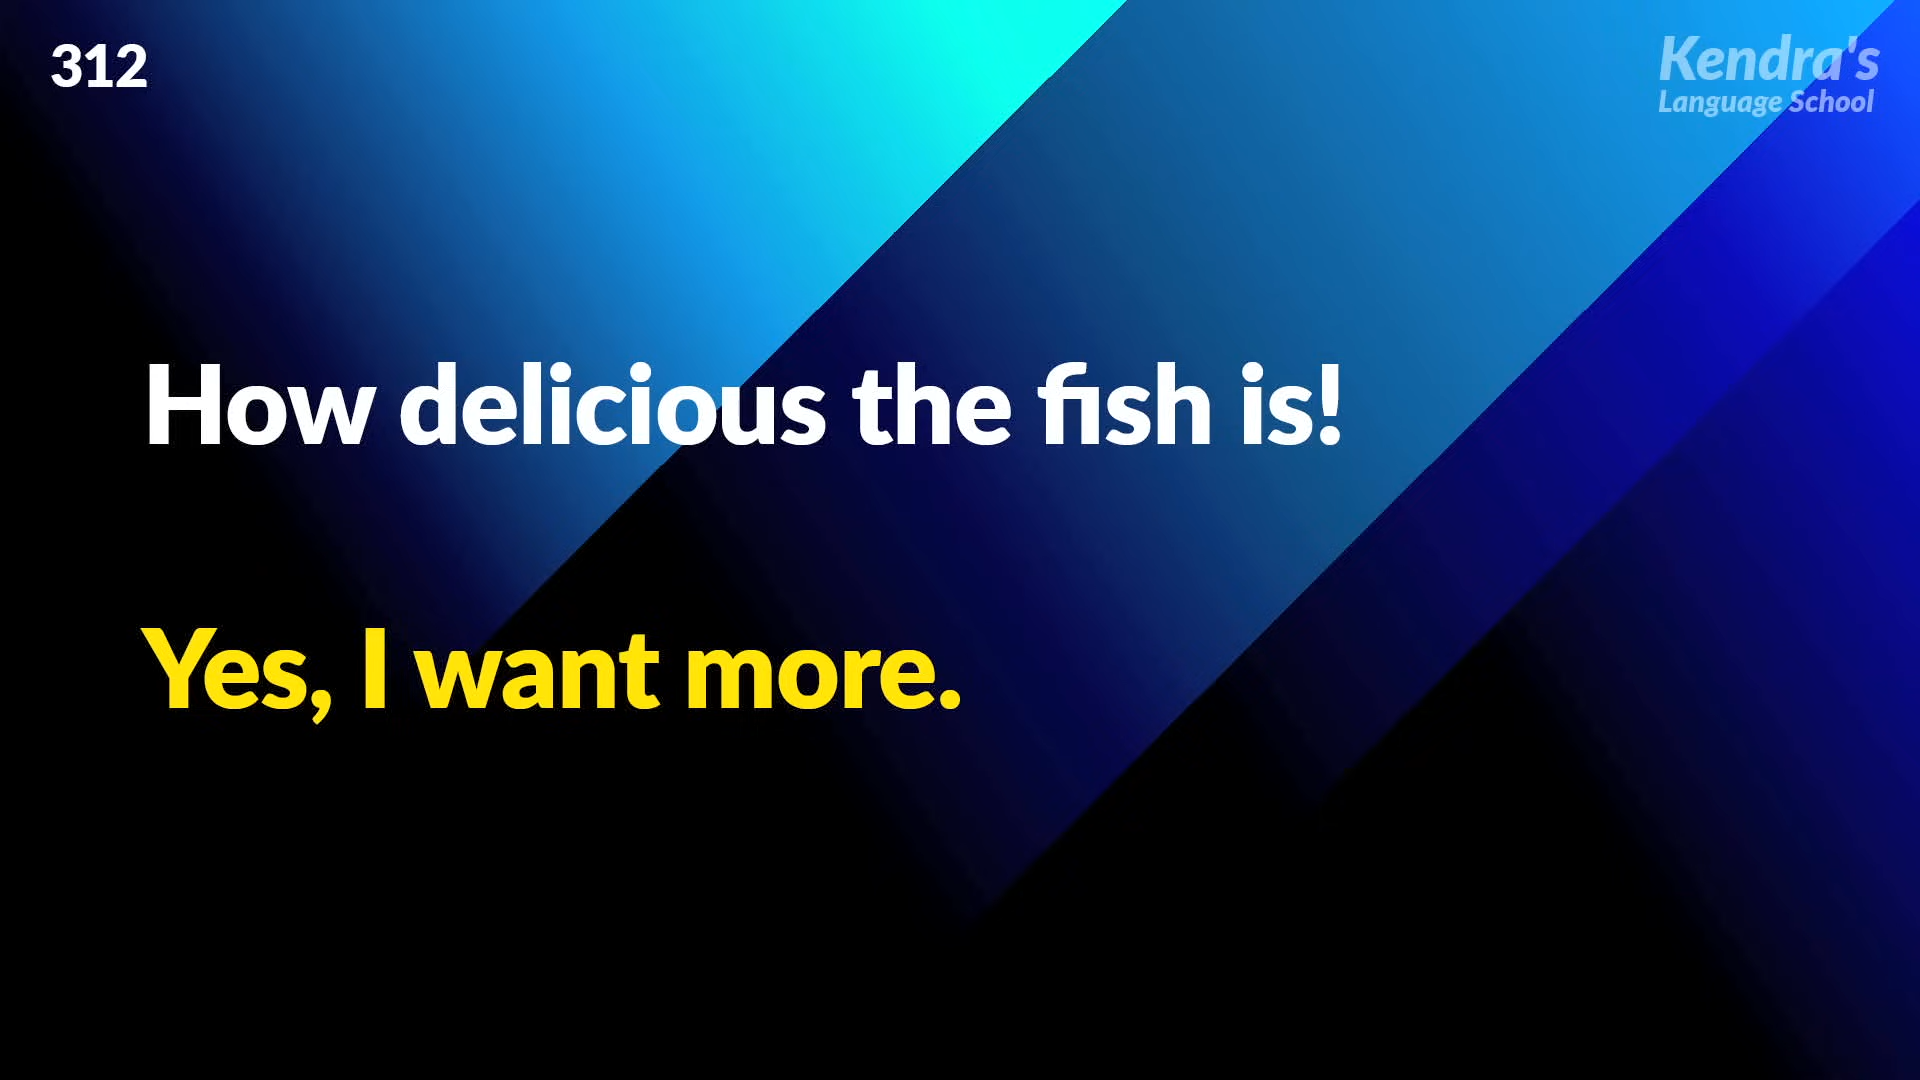 312
Kendra's
Language School
How delicious the fish is!
Yes, I want more.